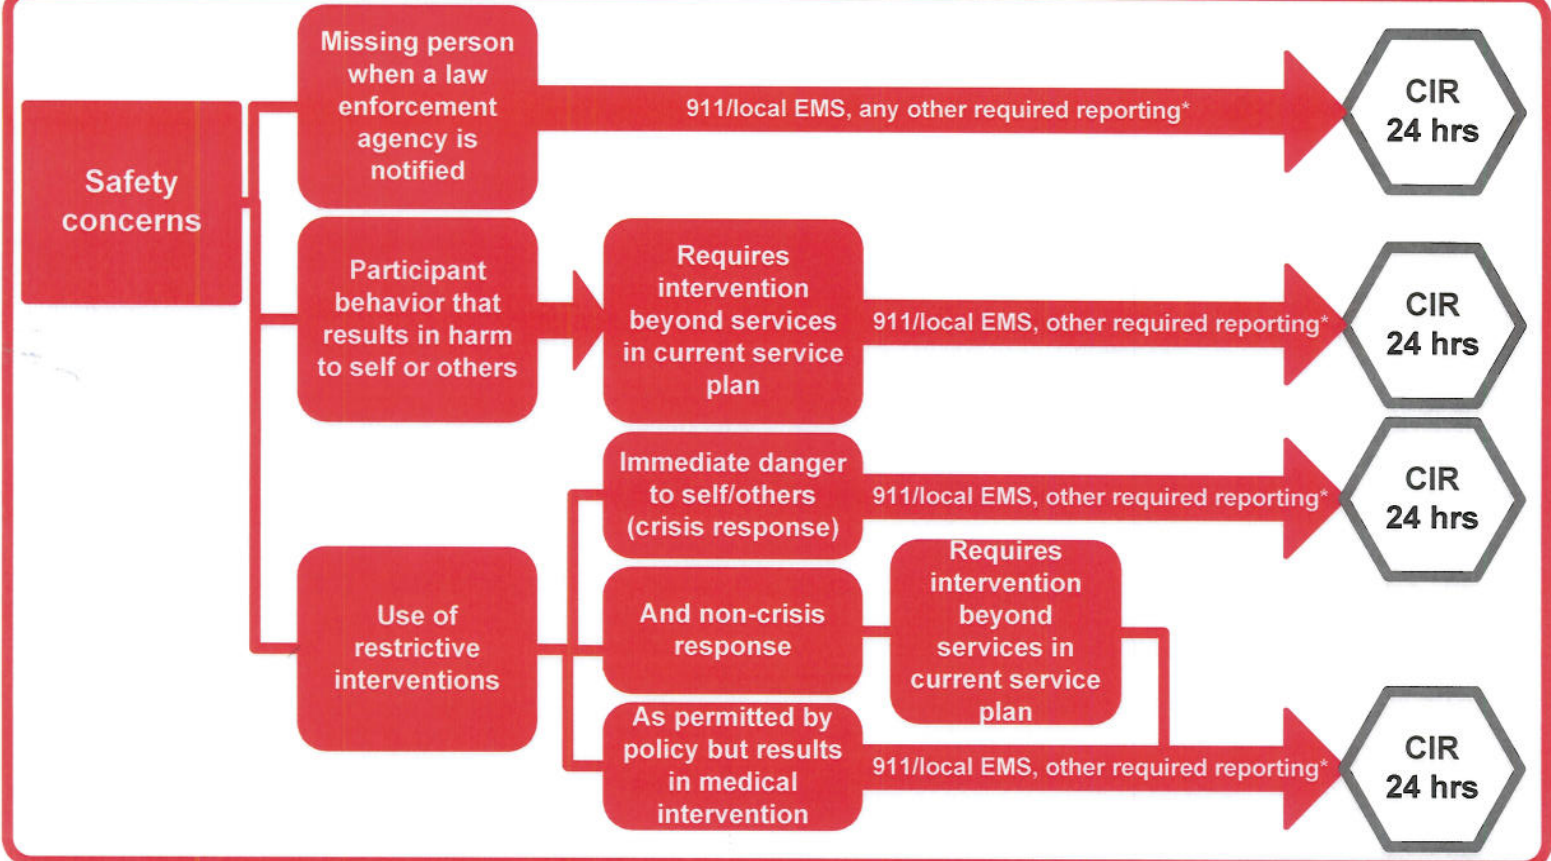 Safety
concerns
Missing person
when a law
enforcement
agency is
notified
911/local EMS, any other required reporting*
CIR
24 hrs
Participant
behavior that
results in harm
to self or others
Requires
intervention
beyond services
in current service
plan
911/local EMS, other required reporting*
CIR
24 hrs
Use of
restrictive
interventions
Immediate danger
to self/others
(crisis response)
911/local EMS, other required reporting*
CIR
24 hrs
And non-crisis
response
Requires
intervention
beyond
services in
current service
plan
As permitted by
policy but results
in medical
intervention
911/local EMS, other required reporting*
CIR
24 hrs